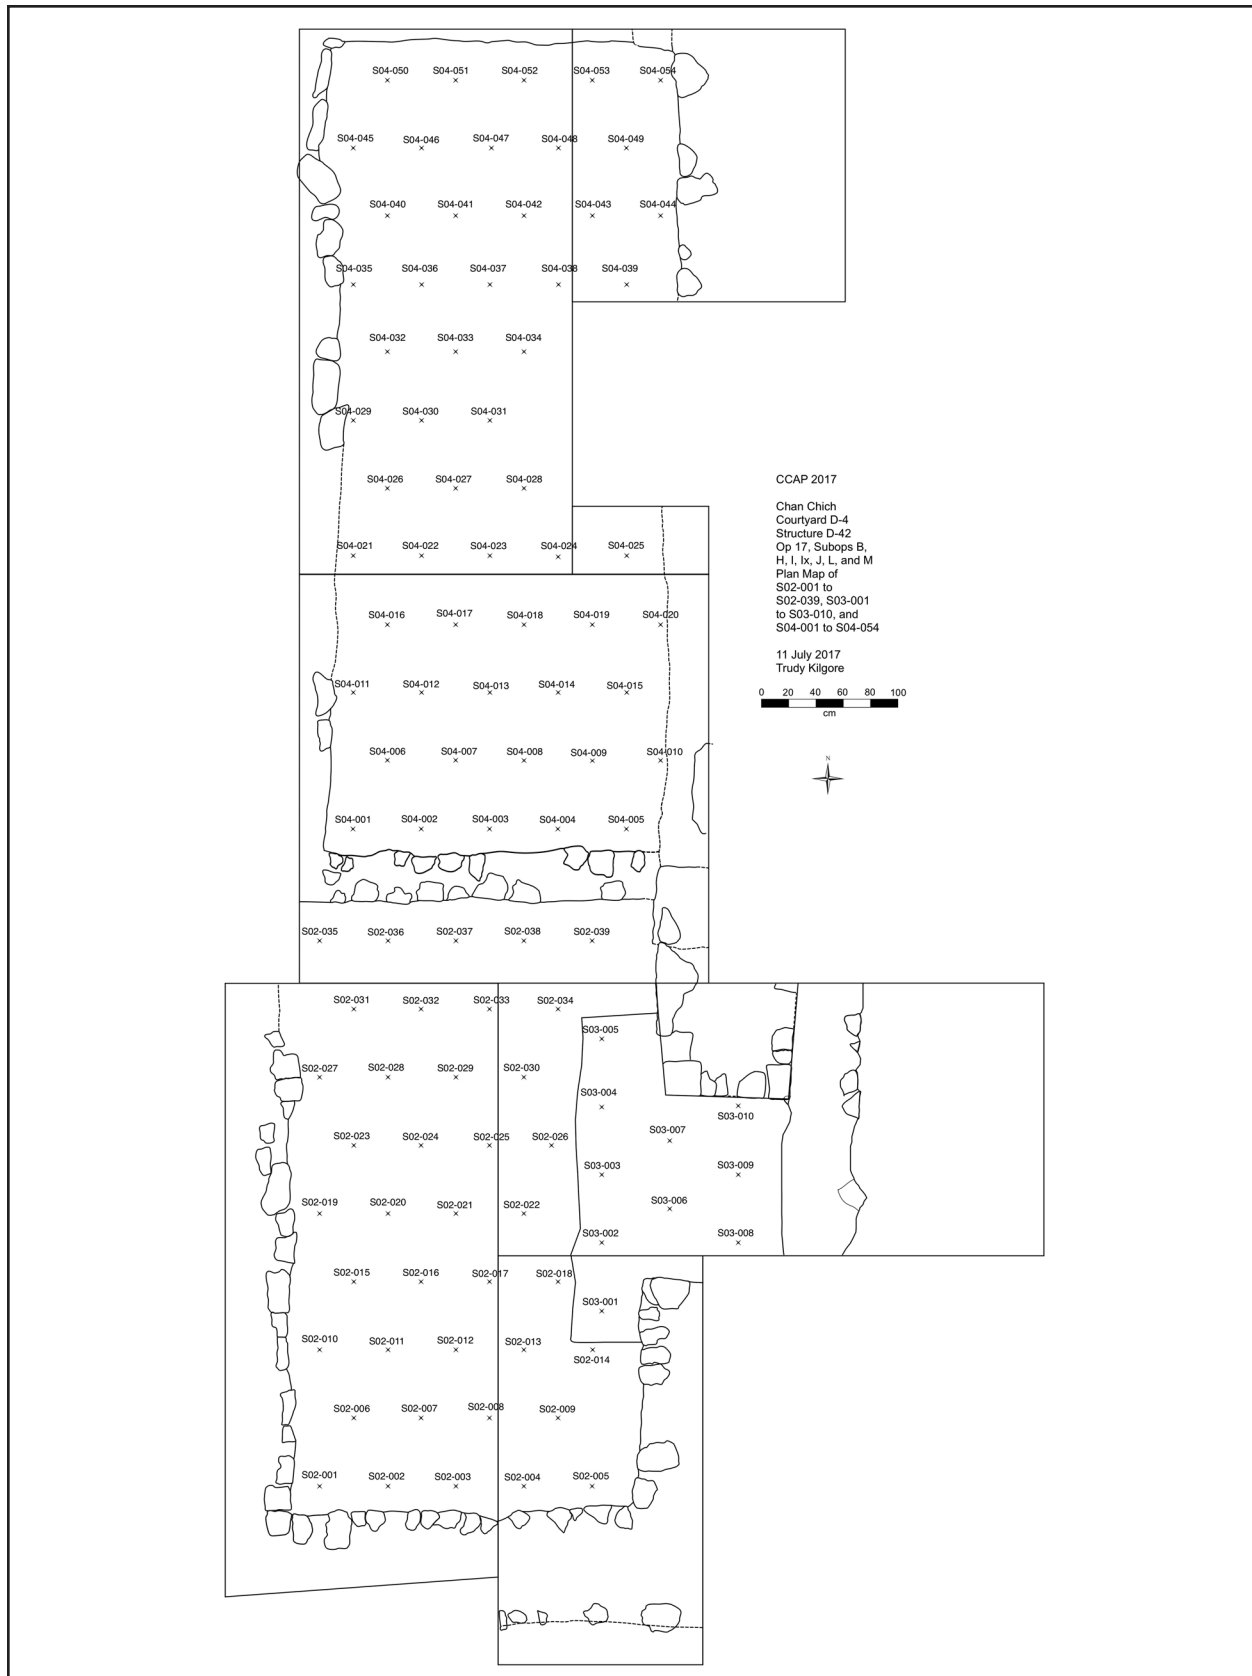 S04-050 S04-051 S04-052 S04-053 S04-054
S04-045 S04-046 S04-047 S04-048 S04-049
S04-040 S04-041 S04-042 S04-043 S04-044
S04-035 S04-036 S04-037 S04-038 S04-039
S04-032 S04-033 S04-034
S04-029 S04-030 S04-031
S04-026 S04-027 S04-028
S04-021 S04-022 S04-023 S04-024 S04-025
CCAP 2017
Chan Chich
Courtyard D-4
Structure D-42
Op 17, Subops B,
H, I, Ix, J, L, and M
Plan Map of
S02-001 to
S02-039, S03-001
to S03-010, and
S04-001 to S04-054
11 July 2017
Trudy Kilgore
0 20 40 60 80 100
cm
N
S04-016 S04-017 S04-018 S04-019 S04-020
S04-011 S04-012 S04-013 S04-014 S04-015
S04-006 S04-007 S04-008 S04-009 S04-010
S04-001 S04-002 S04-003 S04-004 S04-005
S02-035 S02-036 S02-037 S02-038 S02-039
S02-031 S02-032 S02-033 S02-034
S03-005
S02-027 S02-028 S02-029 S02-030
S03-004
S03-010
S03-007
S02-023 S02-024 S02-025 S02-026
S03-003 S03-009
S02-019 S02-020 S02-021 S02-022
S03-006
S03-002 S03-008
S02-015 S02-016 S02-017 S02-018
S03-001
S02-010 S02-011 S02-012 S02-013
S02-014
S02-006 S02-007 S02-008 S02-009
S02-001 S02-002 S02-003 S02-004 S02-005